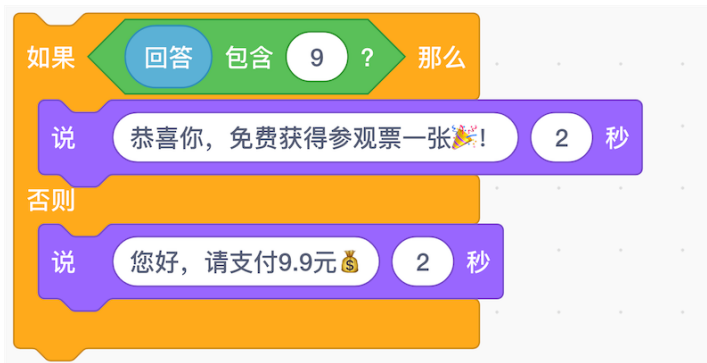 如果 回答 包含 9 ? 那么
说 恭喜你，免费获得参观票一张🎉! 2 秒
否则
说 您好，请支付9.9元💰 2 秒